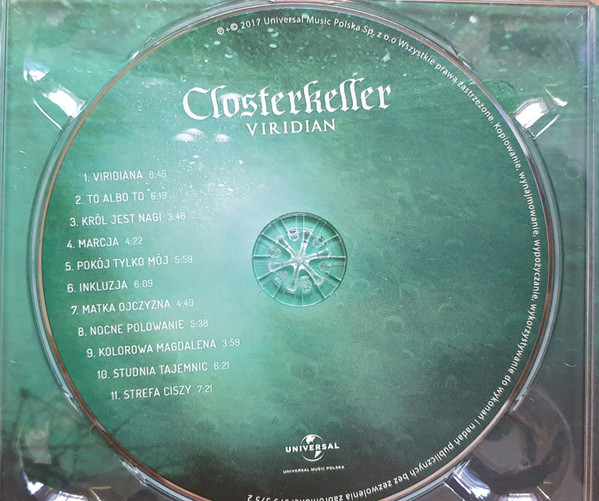 ℗+© 2017 Universal Music Polska Sp. z o.o Wszystkie prawa zastrzeżone. Kopiowanie, wynajmowanie, wypożyczanie, wykorzystywanie do wykonań i nadań publicznych bez zezwolenia zabronione
Closterkeller
VIRIDIAN
1. VIRIDIANA 6:45
2. TO ALBO TO 6:13
3. KRÓL JEST NAGI 3:46
4. MARCJA 4:22
5. POKÓJ TYLKO MÓJ 5:59
6. INKLUZJA 6:09
7. MATKA OJCZYZNA 4:40
8. NOCNE POLOWANIE 5:38
9. KOLOROWA MAGDALENA 3:59
10. STUDNIA TAJEMNIC 6:21
11. STREFA CISZY 7:21
UNIVERSAL
UNIVERSAL MUSIC POLSKA